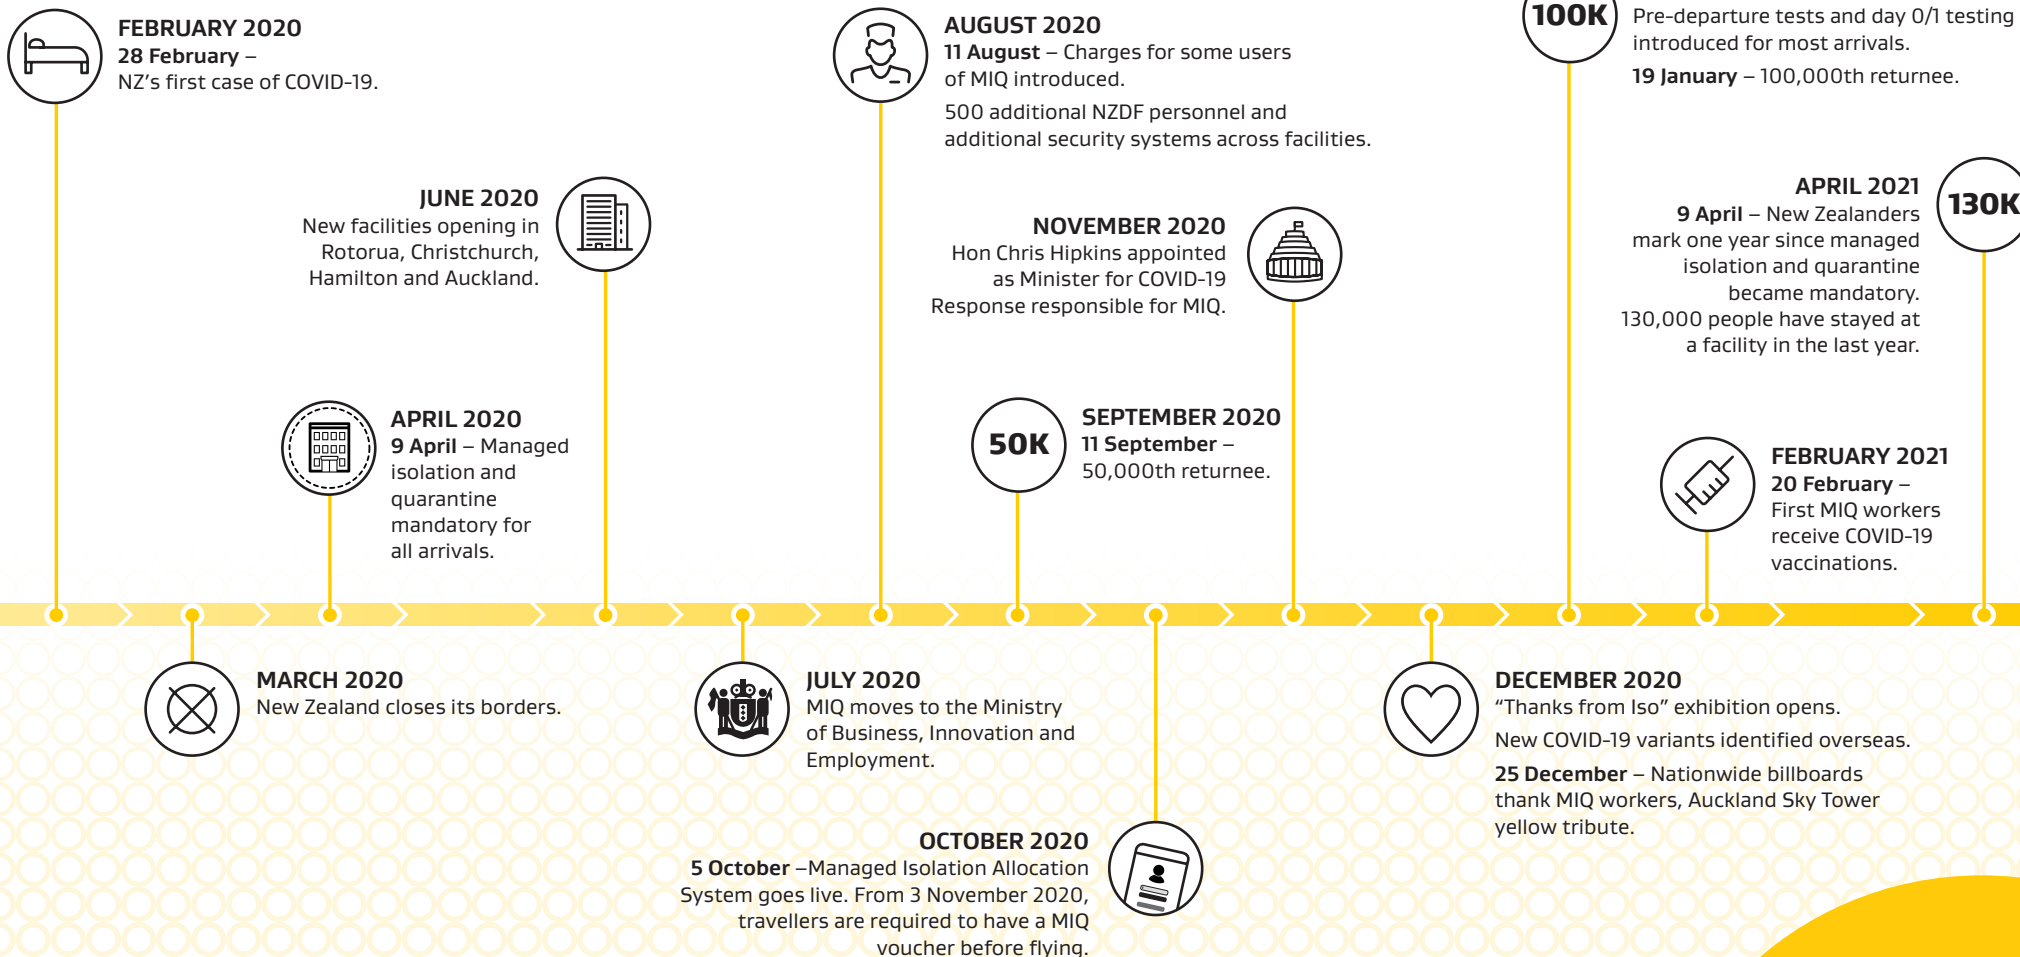 FEBRUARY 2020
28 February –
NZ's first case of COVID-19.
MARCH 2020
New Zealand closes its borders.
APRIL 2020
9 April – Managed
isolation and
quarantine
mandatory for
all arrivals.
JUNE 2020
New facilities opening in
Rotorua, Christchurch,
Hamilton and Auckland.
JULY 2020
MIQ moves to the Ministry
of Business, Innovation and
Employment.
AUGUST 2020
11 August – Charges for some users
of MIQ introduced.
500 additional NZDF personnel and
additional security systems across facilities.
50K
SEPTEMBER 2020
11 September –
50,000th returnee.
OCTOBER 2020
5 October –Managed Isolation Allocation
System goes live. From 3 November 2020,
travellers are required to have a MIQ
voucher before flying.
NOVEMBER 2020
Hon Chris Hipkins appointed
as Minister for COVID-19
Response responsible for MIQ.
DECEMBER 2020
“Thanks from Iso” exhibition opens.
New COVID-19 variants identified overseas.
25 December – Nationwide billboards
thank MIQ workers, Auckland Sky Tower
yellow tribute.
100K
Pre-departure tests and day 0/1 testing
introduced for most arrivals.
19 January – 100,000th returnee.
FEBRUARY 2021
20 February –
First MIQ workers
receive COVID-19
vaccinations.
APRIL 2021
9 April – New Zealanders
mark one year since managed
isolation and quarantine
became mandatory.
130,000 people have stayed at
a facility in the last year.
130K